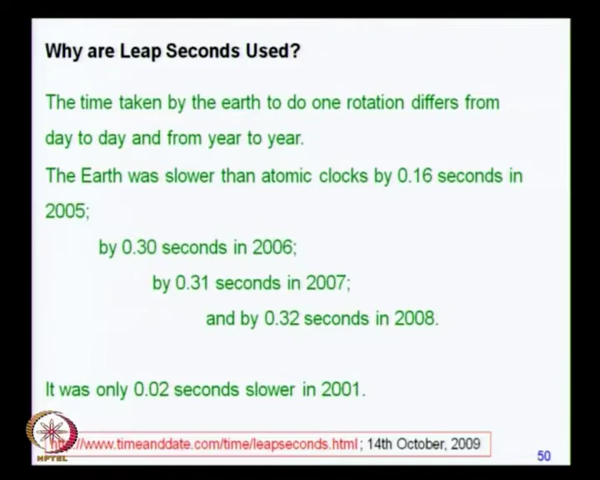 Why are Leap Seconds Used?
The time taken by the earth to do one rotation differs from
day to day and from year to year.
The Earth was slower than atomic clocks by 0.16 seconds in
2005;
by 0.30 seconds in 2006;
by 0.31 seconds in 2007;
and by 0.32 seconds in 2008.
It was only 0.02 seconds slower in 2001.
http://www.timeanddate.com/time/leapseconds.html; 14th October, 2009
NPTEL
50